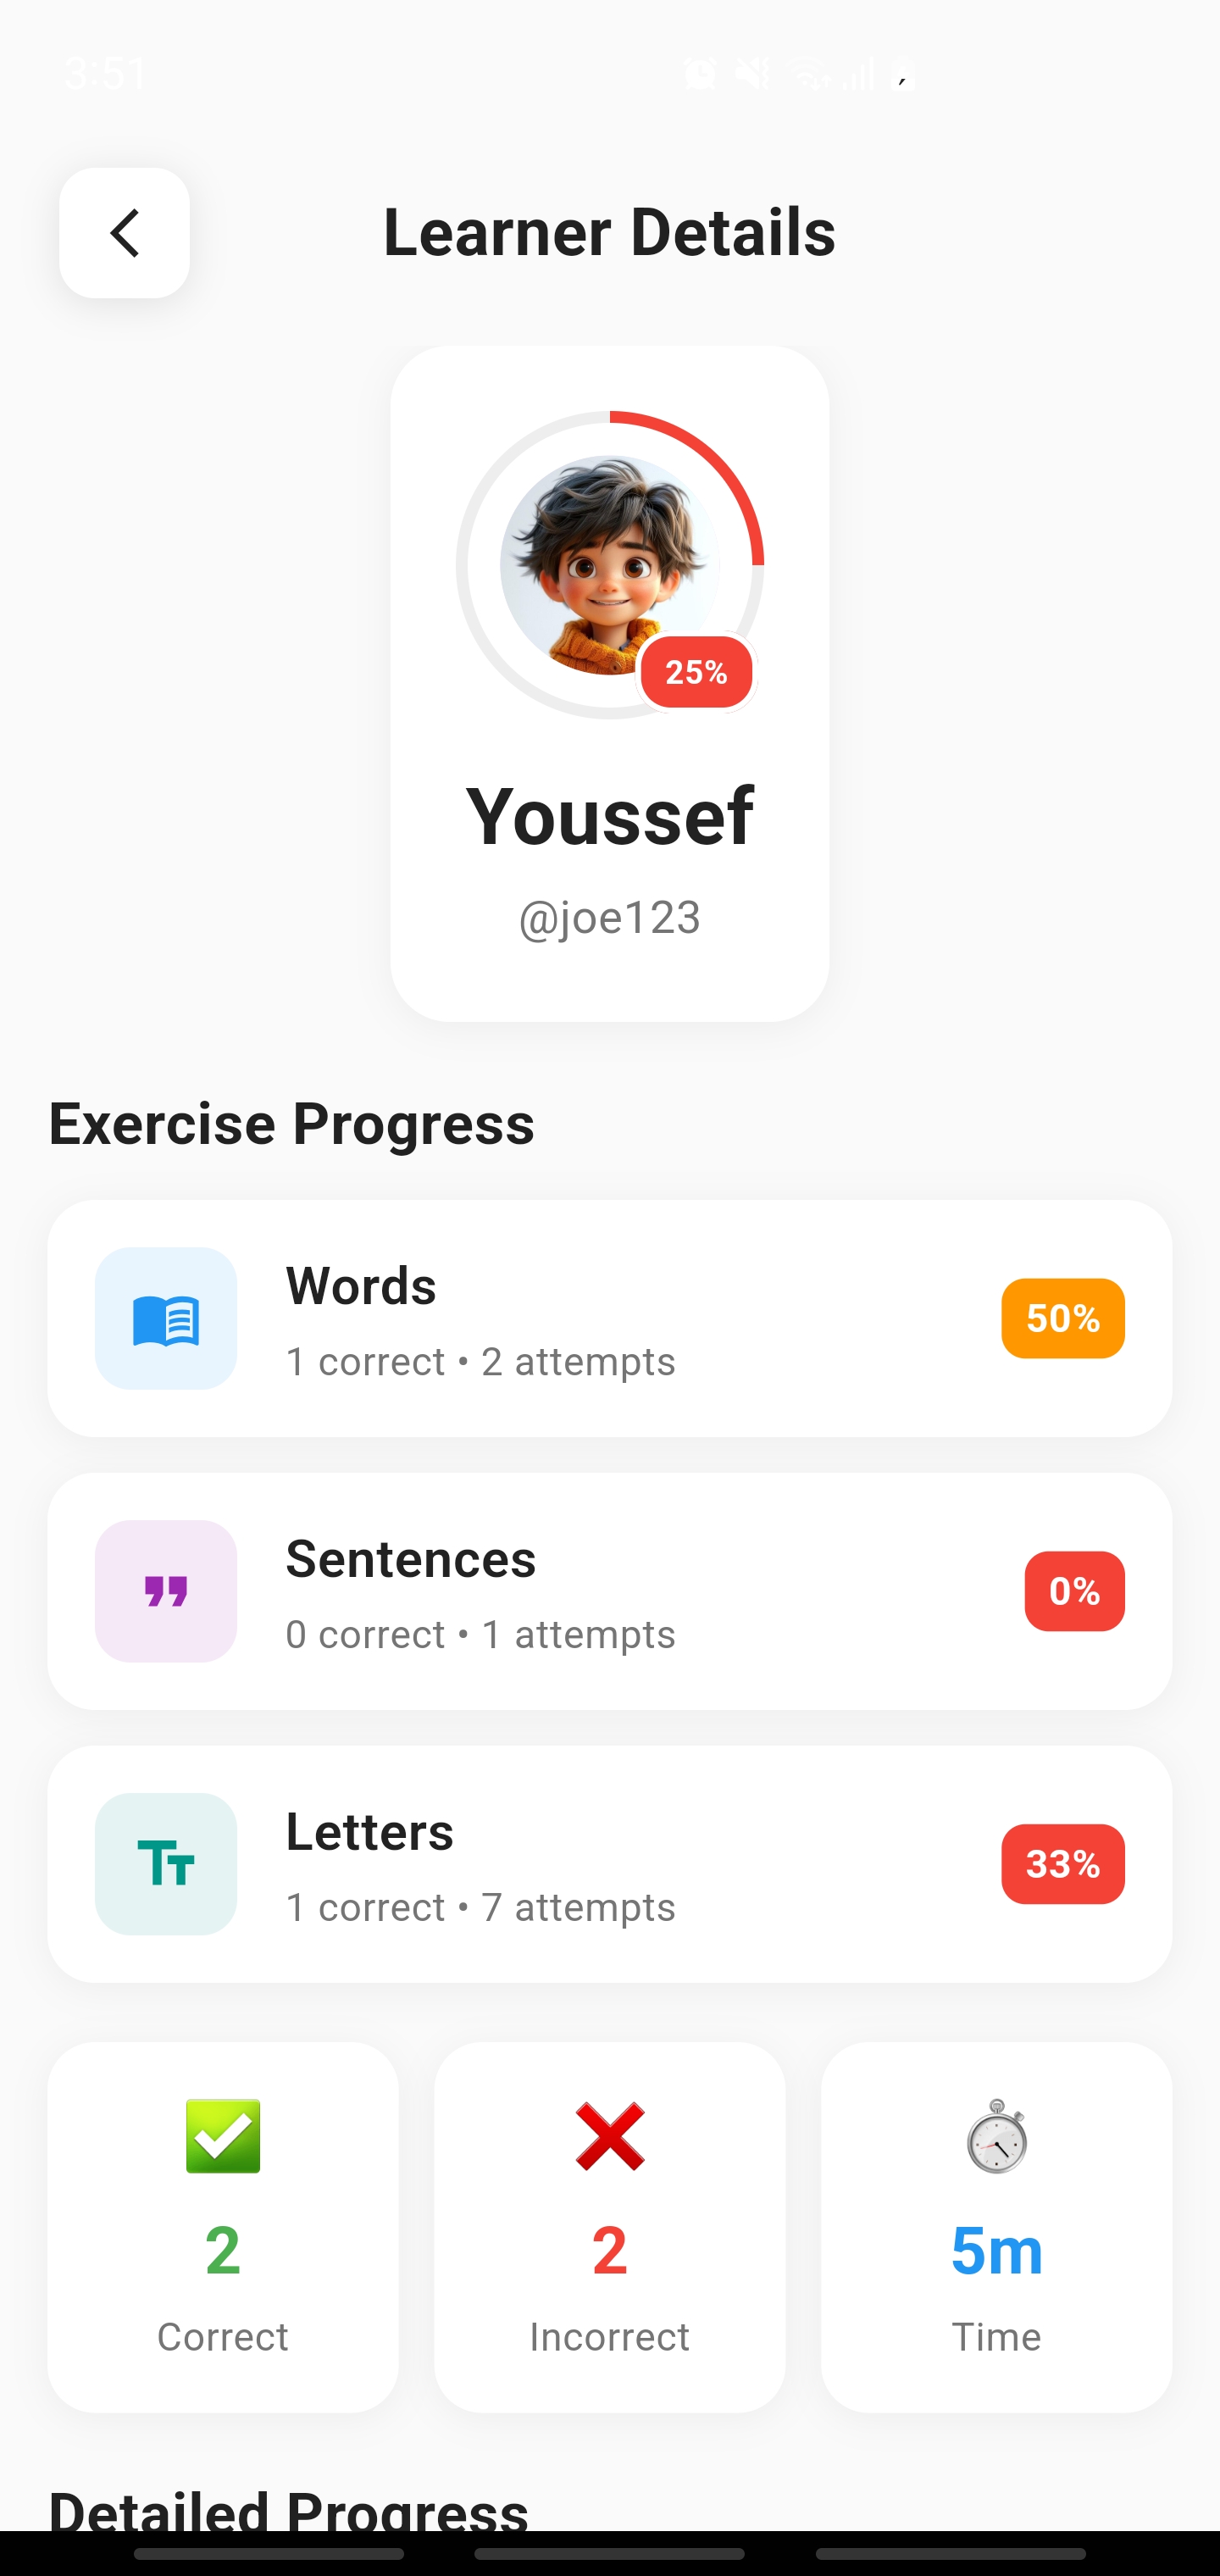 3:51
Learner Details
25%
Youssef
@joe123
Exercise Progress
Words
1 correct • 2 attempts
50%
Sentences
0 correct • 1 attempts
0%
Letters
1 correct • 7 attempts
33%
2
Correct
2
Incorrect
5m
Time
Detailed Progress